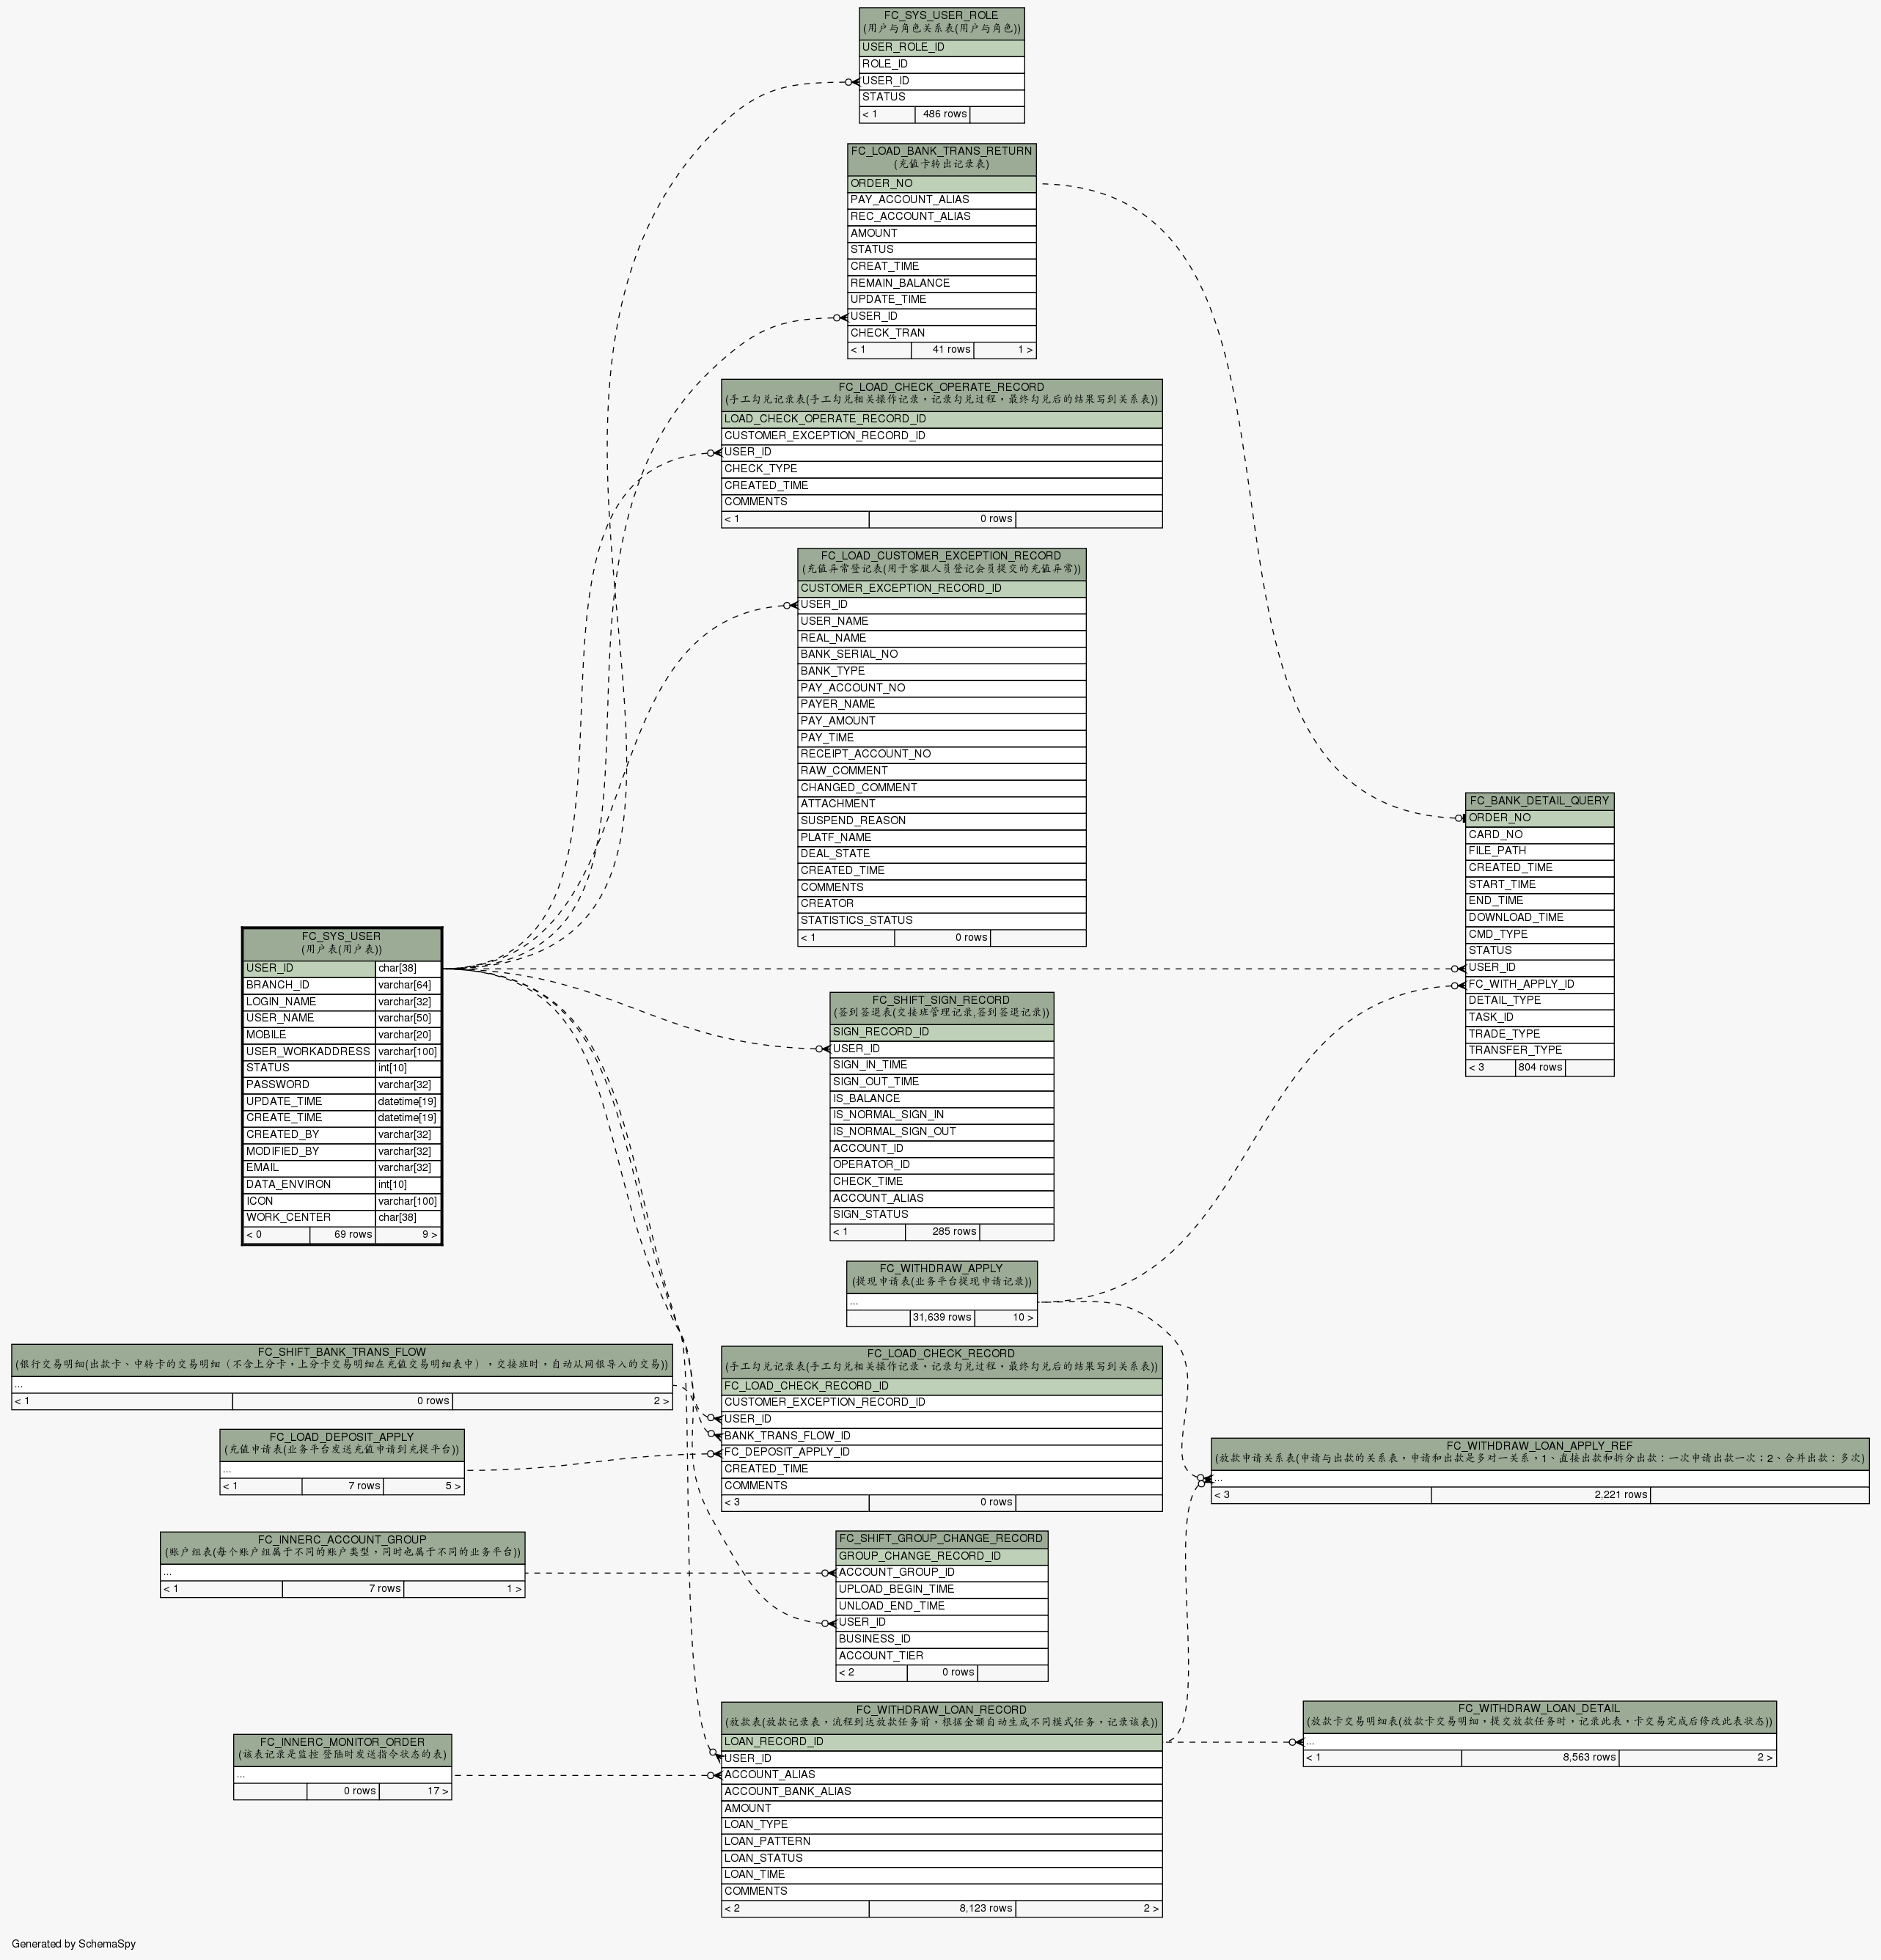 FC_SYS_USER_ROLE
(用户与角色关系表(用户与角色))
USER_ROLE_ID
ROLE_ID
USER_ID
STATUS
< 1 486 rows
FC_LOAD_BANK_TRANS_RETURN
(充值卡转出记录表)
ORDER_NO
PAY_ACCOUNT_ALIAS
REC_ACCOUNT_ALIAS
AMOUNT
STATUS
CREAT_TIME
REMAIN_BALANCE
UPDATE_TIME
USER_ID
CHECK_TRAN
< 1 41 rows 1 >
FC_LOAD_CHECK_OPERATE_RECORD
(手工勾兑记录表(手工勾兑相关操作记录，记录勾兑过程，最终勾兑后的结果写到关系表))
LOAD_CHECK_OPERATE_RECORD_ID
CUSTOMER_EXCEPTION_RECORD_ID
USER_ID
CHECK_TYPE
CREATED_TIME
COMMENTS
< 1 0 rows
FC_LOAD_CUSTOMER_EXCEPTION_RECORD
(充值异常登记表(用于客服人员登记会员提交的充值异常))
CUSTOMER_EXCEPTION_RECORD_ID
USER_ID
USER_NAME
REAL_NAME
BANK_SERIAL_NO
BANK_TYPE
PAY_ACCOUNT_NO
PAYER_NAME
PAY_AMOUNT
PAY_TIME
RECEIPT_ACCOUNT_NO
RAW_COMMENT
CHANGED_COMMENT
ATTACHMENT
SUSPEND_REASON
PLATF_NAME
DEAL_STATE
CREATED_TIME
COMMENTS
CREATOR
STATISTICS_STATUS
< 1 0 rows
FC_BANK_DETAIL_QUERY
ORDER_NO
CARD_NO
FILE_PATH
CREATED_TIME
START_TIME
END_TIME
DOWNLOAD_TIME
CMD_TYPE
STATUS
USER_ID
FC_WITH_APPLY_ID
DETAIL_TYPE
TASK_ID
TRADE_TYPE
TRANSFER_TYPE
< 3 804 rows
FC_SYS_USER
(用户表(用户表))
USER_ID char[38]
BRANCH_ID varchar[64]
LOGIN_NAME varchar[32]
USER_NAME varchar[50]
MOBILE varchar[20]
USER_WORKADDRESS varchar[100]
STATUS int[10]
PASSWORD varchar[32]
UPDATE_TIME datetime[19]
CREATE_TIME datetime[19]
CREATED_BY varchar[32]
MODIFIED_BY varchar[32]
EMAIL varchar[32]
DATA_ENVIRON int[10]
ICON varchar[100]
WORK_CENTER char[38]
< 0 69 rows 9 >
FC_SHIFT_SIGN_RECORD
(签到签退表(交接班管理记录,签到签退记录))
SIGN_RECORD_ID
USER_ID
SIGN_IN_TIME
SIGN_OUT_TIME
IS_BALANCE
IS_NORMAL_SIGN_IN
IS_NORMAL_SIGN_OUT
ACCOUNT_ID
OPERATOR_ID
CHECK_TIME
ACCOUNT_ALIAS
SIGN_STATUS
< 1 285 rows
FC_WITHDRAW_APPLY
(提现申请表(业务平台提现申请记录))
...
31,639 rows 10 >
FC_SHIFT_BANK_TRANS_FLOW
(银行交易明细(出款卡、中转卡的交易明细（不含上分卡，上分卡交易明细在充值交易明细表中），交接班时，自动从网银导入的交易))
...
< 1 0 rows 2 >
FC_LOAD_CHECK_RECORD
(手工勾兑记录表(手工勾兑相关操作记录，记录勾兑过程，最终勾兑后的结果写到关系表))
FC_LOAD_CHECK_RECORD_ID
CUSTOMER_EXCEPTION_RECORD_ID
USER_ID
BANK_TRANS_FLOW_ID
FC_DEPOSIT_APPLY_ID
CREATED_TIME
COMMENTS
< 3 0 rows
FC_LOAD_DEPOSIT_APPLY
(充值申请表(业务平台发送充值申请到充提平台))
...
< 1 7 rows 5 >
FC_WITHDRAW_LOAN_APPLY_REF
(放款申请关系表(申请与出款的关系表，申请和出款是多对一关系，1、直接出款和拆分出款：一次申请出款一次；2、合并出款：多次)
...
< 3 2,221 rows
FC_INNERC_ACCOUNT_GROUP
(账户组表(每个账户组属于不同的账户类型，同时也属于不同的业务平台))
...
< 1 7 rows 1 >
FC_SHIFT_GROUP_CHANGE_RECORD
GROUP_CHANGE_RECORD_ID
ACCOUNT_GROUP_ID
UPLOAD_BEGIN_TIME
UNLOAD_END_TIME
USER_ID
BUSINESS_ID
ACCOUNT_TIER
< 2 0 rows
FC_WITHDRAW_LOAN_RECORD
(放款表(放款记录表，流程到达放款任务前，根据金额自动生成不同模式任务，记录该表))
LOAN_RECORD_ID
USER_ID
ACCOUNT_ALIAS
ACCOUNT_BANK_ALIAS
AMOUNT
LOAN_TYPE
LOAN_PATTERN
LOAN_STATUS
LOAN_TIME
COMMENTS
< 2 8,123 rows 2 >
FC_WITHDRAW_LOAN_DETAIL
(放款卡交易明细表(放款卡交易明细，提交放款任务时，记录此表，卡交易完成后修改此表状态))
...
< 1 8,563 rows 2 >
FC_INNERC_MONITOR_ORDER
(该表记录是监控 登陆时发送指令状态的表)
...
0 rows 17 >
Generated by SchemaSpy